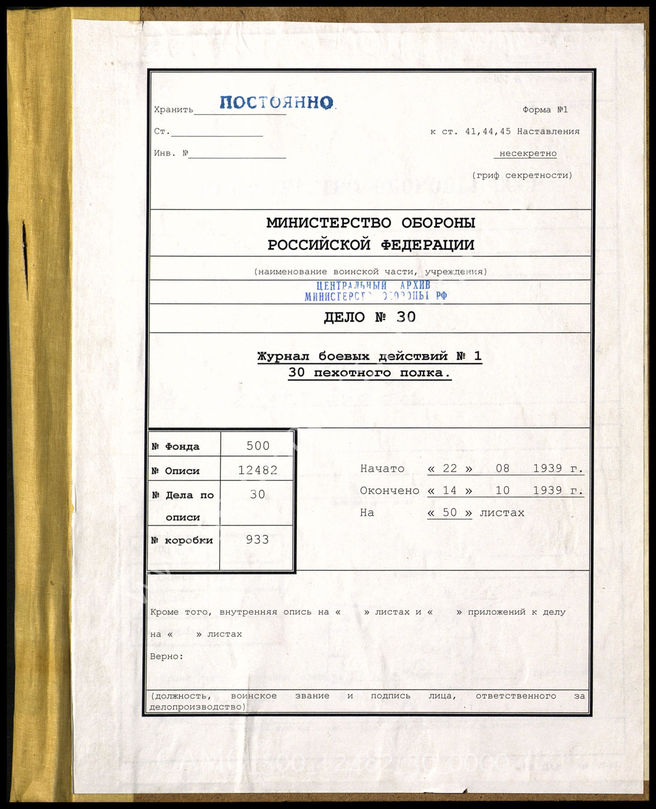 Хранить ПОСТОЯННО
Форма №1
Ст.
к ст. 41,44,45 Наставления
Инв. №
несекретно
(гриф секретности)
МИНИСТЕРСТВО ОБОРОНЫ
РОССИЙСКОЙ ФЕДЕРАЦИИ
(наименование воинской части, учреждения)
ЦЕНТРАЛЬНЫЙ АРХИВ
МИНИСТЕРСТВА ОБОРОНЫ РФ
ДЕЛО № 30
Журнал боевых действий № 1
30 пехотного полка.
№ Фонда 500
№ Описи 12482
№ Дела по 30
описи
№ коробки 933
Начато « 22 » 08 1939 г.
Окончено « 14 » 10 1939 г.
На « 50 » листах
Кроме того, внутренняя опись на « » листах и « » приложений к делу
на « » листах
Верно:
(должность, воинское звание и подпись лица, ответственного за
делопроизводство)